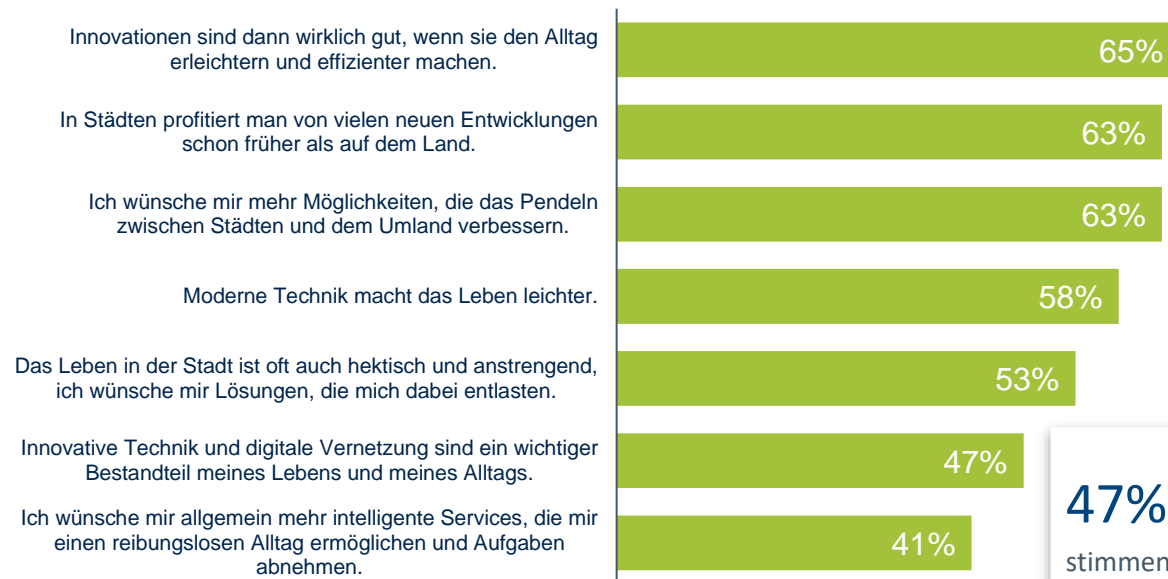 Innovationen sind dann wirklich gut, wenn sie den Alltag
erleichtern und effizienter machen.
65%
In Städten profitiert man von vielen neuen Entwicklungen
schon früher als auf dem Land.
63%
Ich wünsche mir mehr Möglichkeiten, die das Pendeln
zwischen Städten und dem Umland verbessern.
63%
Moderne Technik macht das Leben leichter.
58%
Das Leben in der Stadt ist oft auch hektisch und anstrengend,
ich wünsche mir Lösungen, die mich dabei entlasten.
53%
Innovative Technik und digitale Vernetzung sind ein wichtiger
Bestandteil meines Lebens und meines Alltags.
47%
Ich wünsche mir allgemein mehr intelligente Services, die mir
einen reibungslosen Alltag ermöglichen und Aufgaben
abnehmen.
41%
47%
stimmen